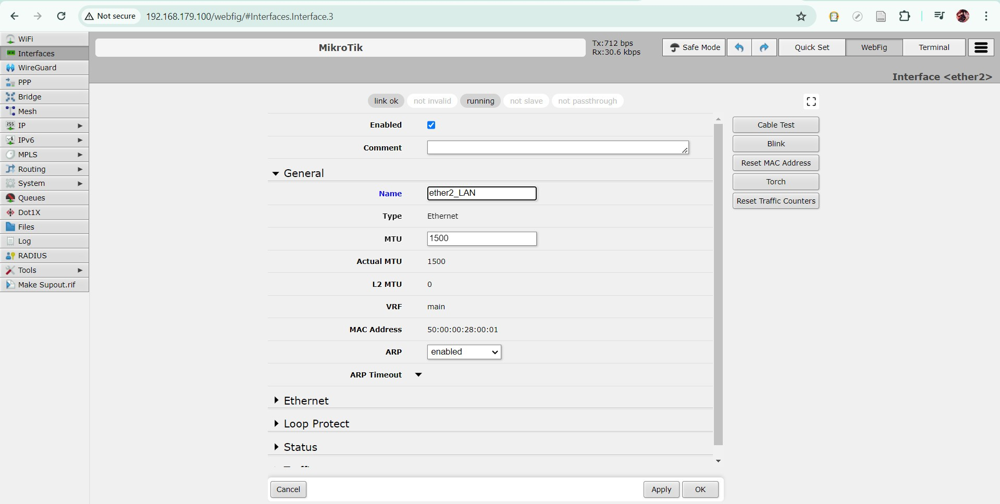 Not secure
192.168.179.100/webfig/#Interfaces.Interface.3
WiFi
Interfaces
WireGuard
PPP
Bridge
Mesh
IP
IPv6
MPLS
Routing
System
Queues
Dot1X
Files
Log
RADIUS
Tools
Make Supout.rif
MikroTik
Tx:712 bps
Rx:30.6 kbps
Safe Mode
Quick Set
WebFig
Terminal
Interface <ether2>
link ok
not invalid
running
not slave
not passthrough
Enabled
Comment
General
Name ether2_LAN
Type Ethernet
MTU 1500
Actual MTU 1500
L2 MTU 0
VRF main
MAC Address 50:00:00:28:00:01
ARP enabled
ARP Timeout
Ethernet
Loop Protect
Status
Cancel
Apply
OK
Cable Test
Blink
Reset MAC Address
Torch
Reset Traffic Counters